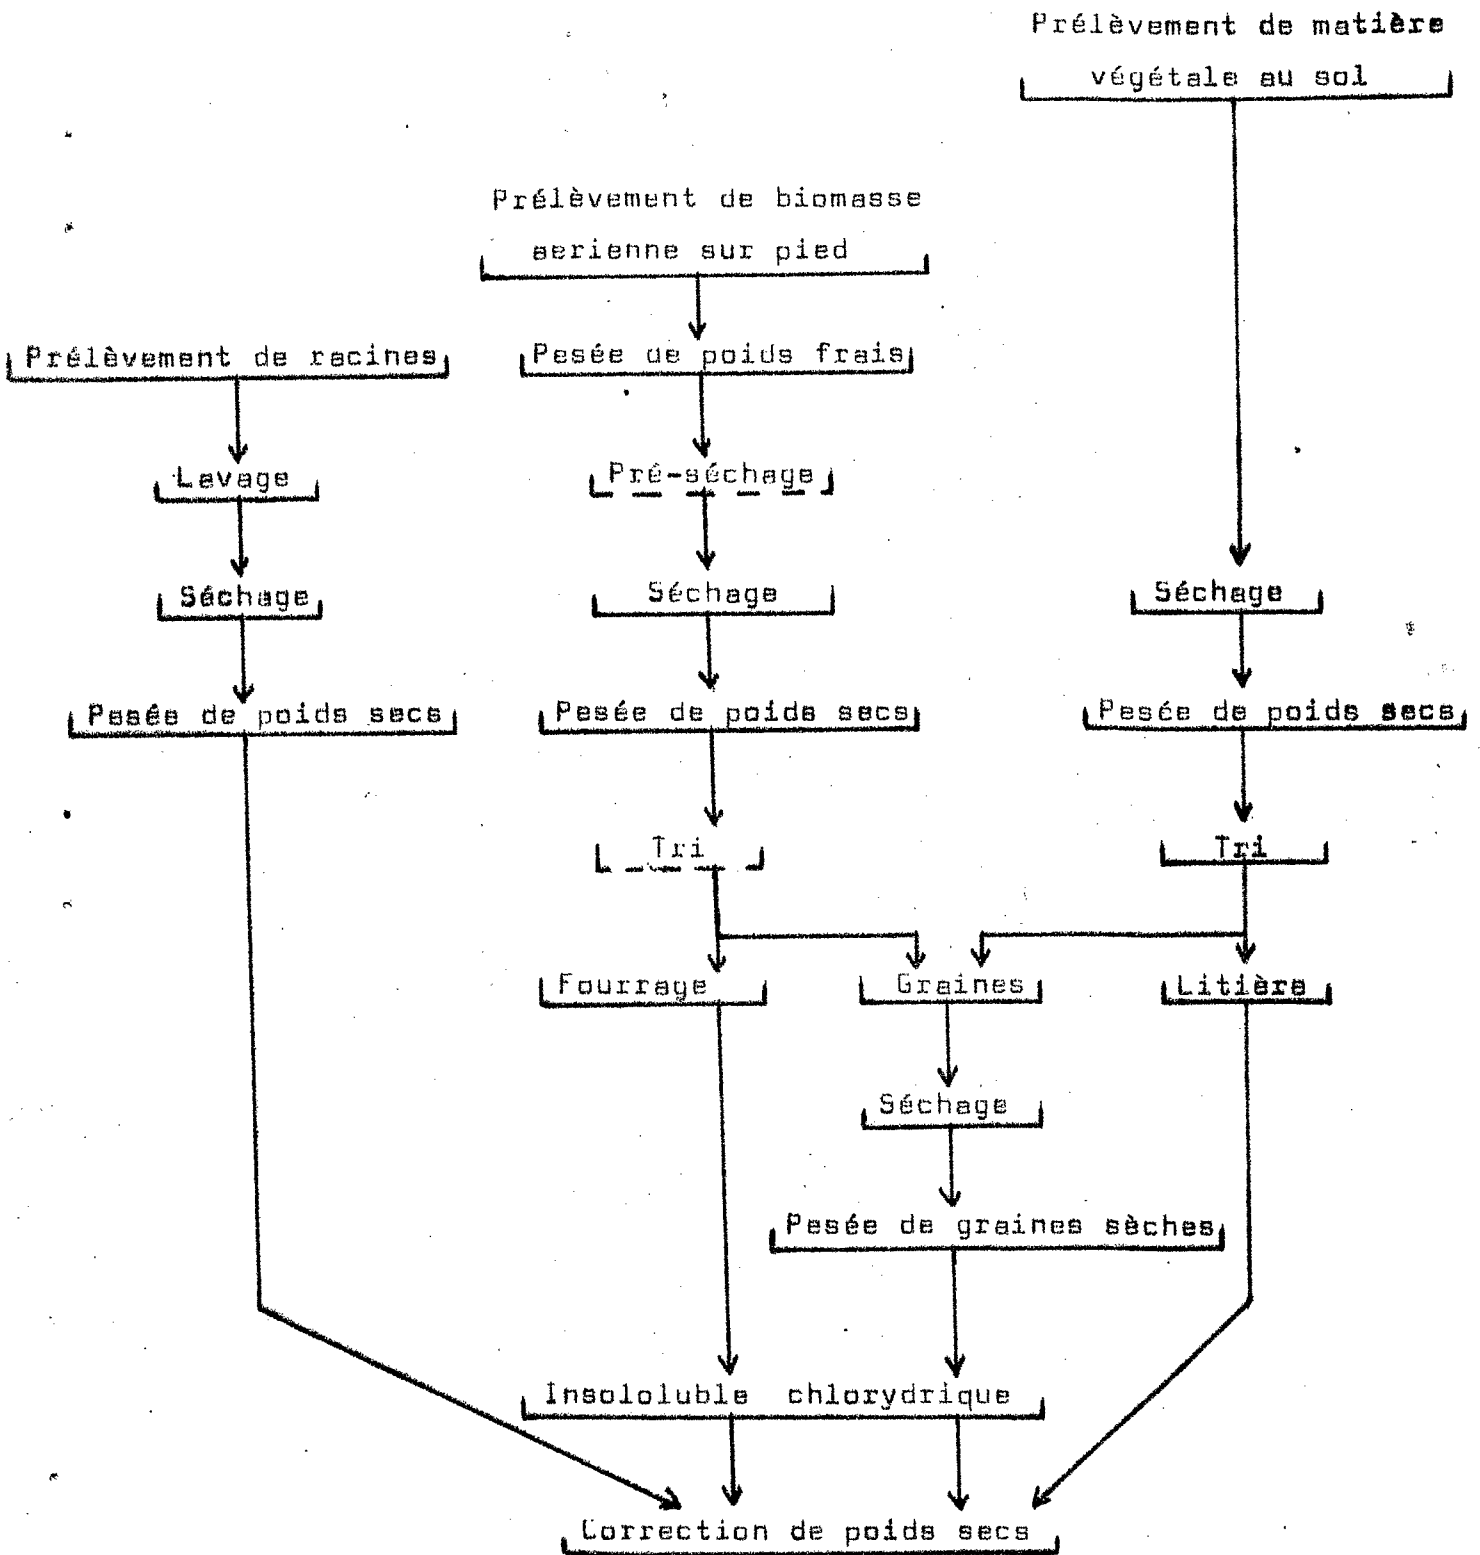 Prélèvement de matière
végétale au sol
Prélèvement de biomasse
aerienne sur pied
Prélèvement de racines
Pesée de poids frais
Lavage
Pré-séchage
Séchage
Séchage
Séchage
Pesée de poids secs
Pesée de poids secs
Pesée de poids secs
Tri
Tri
Fourrage
Graines
Litière
Séchage
Pesée de graines sèches
Insololuble chlorydrique
Correction de poids secs